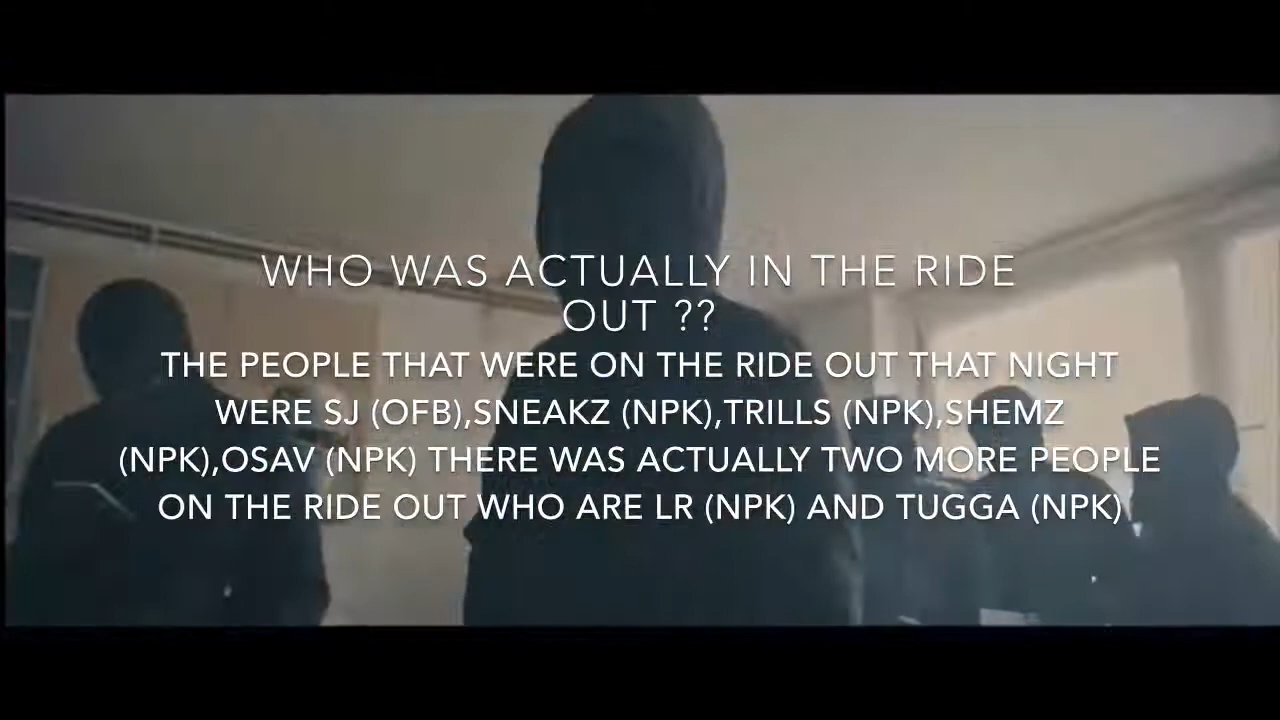 WHO WAS ACTUALLY IN THE RIDE
OUT ??
THE PEOPLE THAT WERE ON THE RIDE OUT THAT NIGHT
WERE SJ (OFB),SNEAKZ (NPK),TRILLS (NPK),SHEMZ
(NPK),OSAV (NPK) THERE WAS ACTUALLY TWO MORE PEOPLE
ON THE RIDE OUT WHO ARE LR (NPK) AND TUGGA (NPK)